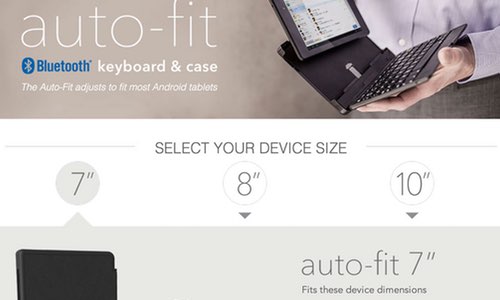 auto-fit
Bluetooth® keyboard & case
The Auto-Fit adjusts to fit most Android tablets
SELECT YOUR DEVICE SIZE
7”
8”
10”
auto-fit 7”
Fits these device dimensions